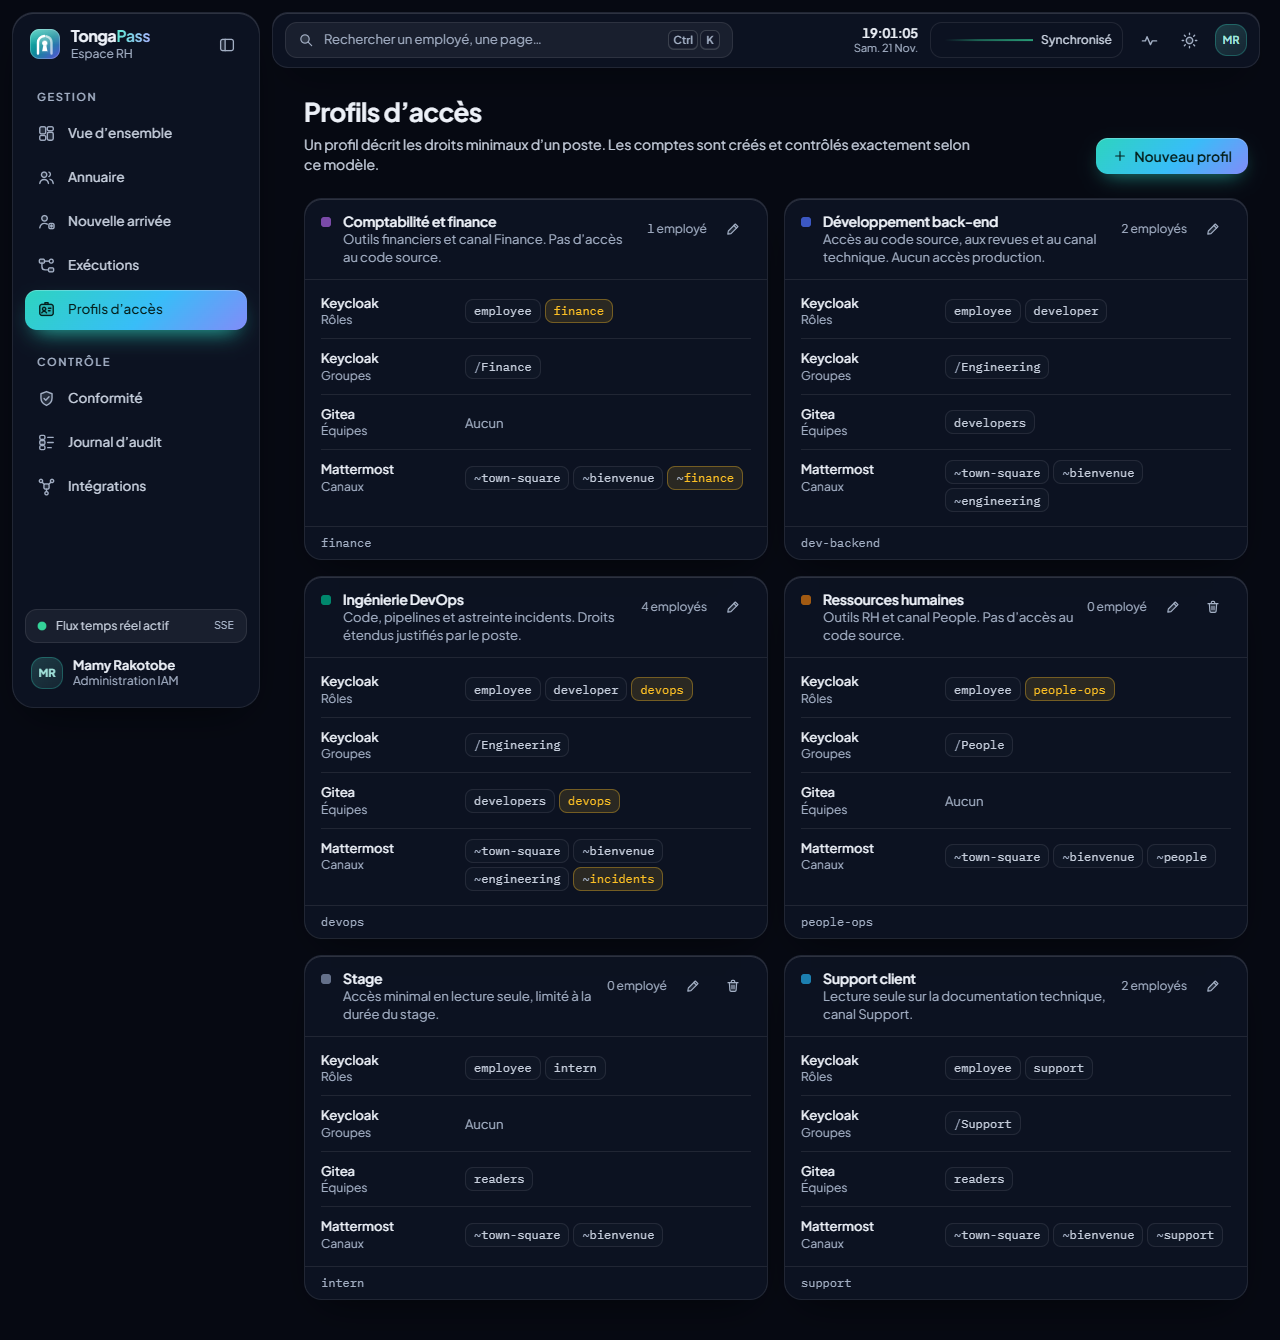 TongaPass
Espace RH
GESTION
Vue d’ensemble
Annuaire
Nouvelle arrivée
Exécutions
Profils d’accès
CONTRÔLE
Conformité
Journal d’audit
Intégrations
Flux temps réel actif SSE
MR Mamy Rakotobe
Administration IAM
Rechercher un employé, une page… Ctrl K
19:01:05
Sam. 21 Nov.
Synchronisé
MR
Profils d’accès
Un profil décrit les droits minimaux d’un poste. Les comptes sont créés et contrôlés exactement selon
ce modèle.
Nouveau profil
Comptabilité et finance
Outils financiers et canal Finance. Pas d’accès
au code source.
1 employé
Keycloak
Rôles
employee finance
Keycloak
Groupes
/Finance
Gitea
Équipes
Aucun
Mattermost
Canaux
~town-square ~bienvenue ~finance
finance
Développement back-end
Accès au code source, aux revues et au canal
technique. Aucun accès production.
2 employés
Keycloak
Rôles
employee developer
Keycloak
Groupes
/Engineering
Gitea
Équipes
developers
Mattermost
Canaux
~town-square ~bienvenue
~engineering
dev-backend
Ingénierie DevOps
Code, pipelines et astreinte incidents. Droits
étendus justifiés par le poste.
4 employés
Keycloak
Rôles
employee developer devops
Keycloak
Groupes
/Engineering
Gitea
Équipes
developers devops
Mattermost
Canaux
~town-square ~bienvenue
~engineering ~incidents
devops
Ressources humaines
Outils RH et canal People. Pas d’accès au
code source.
0 employé
Keycloak
Rôles
employee people-ops
Keycloak
Groupes
/People
Gitea
Équipes
Aucun
Mattermost
Canaux
~town-square ~bienvenue ~people
people-ops
Stage
Accès minimal en lecture seule, limité à la
durée du stage.
0 employé
Keycloak
Rôles
employee intern
Keycloak
Groupes
Aucun
Gitea
Équipes
readers
Mattermost
Canaux
~town-square ~bienvenue
intern
Support client
Lecture seule sur la documentation technique,
canal Support.
2 employés
Keycloak
Rôles
employee support
Keycloak
Groupes
/Support
Gitea
Équipes
readers
Mattermost
Canaux
~town-square ~bienvenue ~support
support